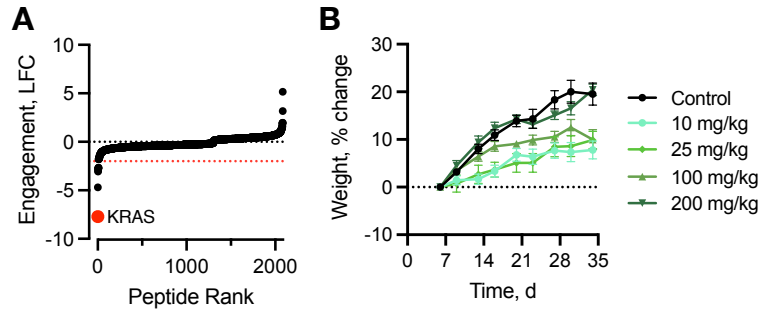 A
Engagement, LFC
10
5
0
-5
-10
KRAS
0
1000
2000
Peptide Rank
B
Weight, % change
30
20
10
0
-10
0
7
14
21
28
35
Time, d
Control
10 mg/kg
25 mg/kg
100 mg/kg
200 mg/kg